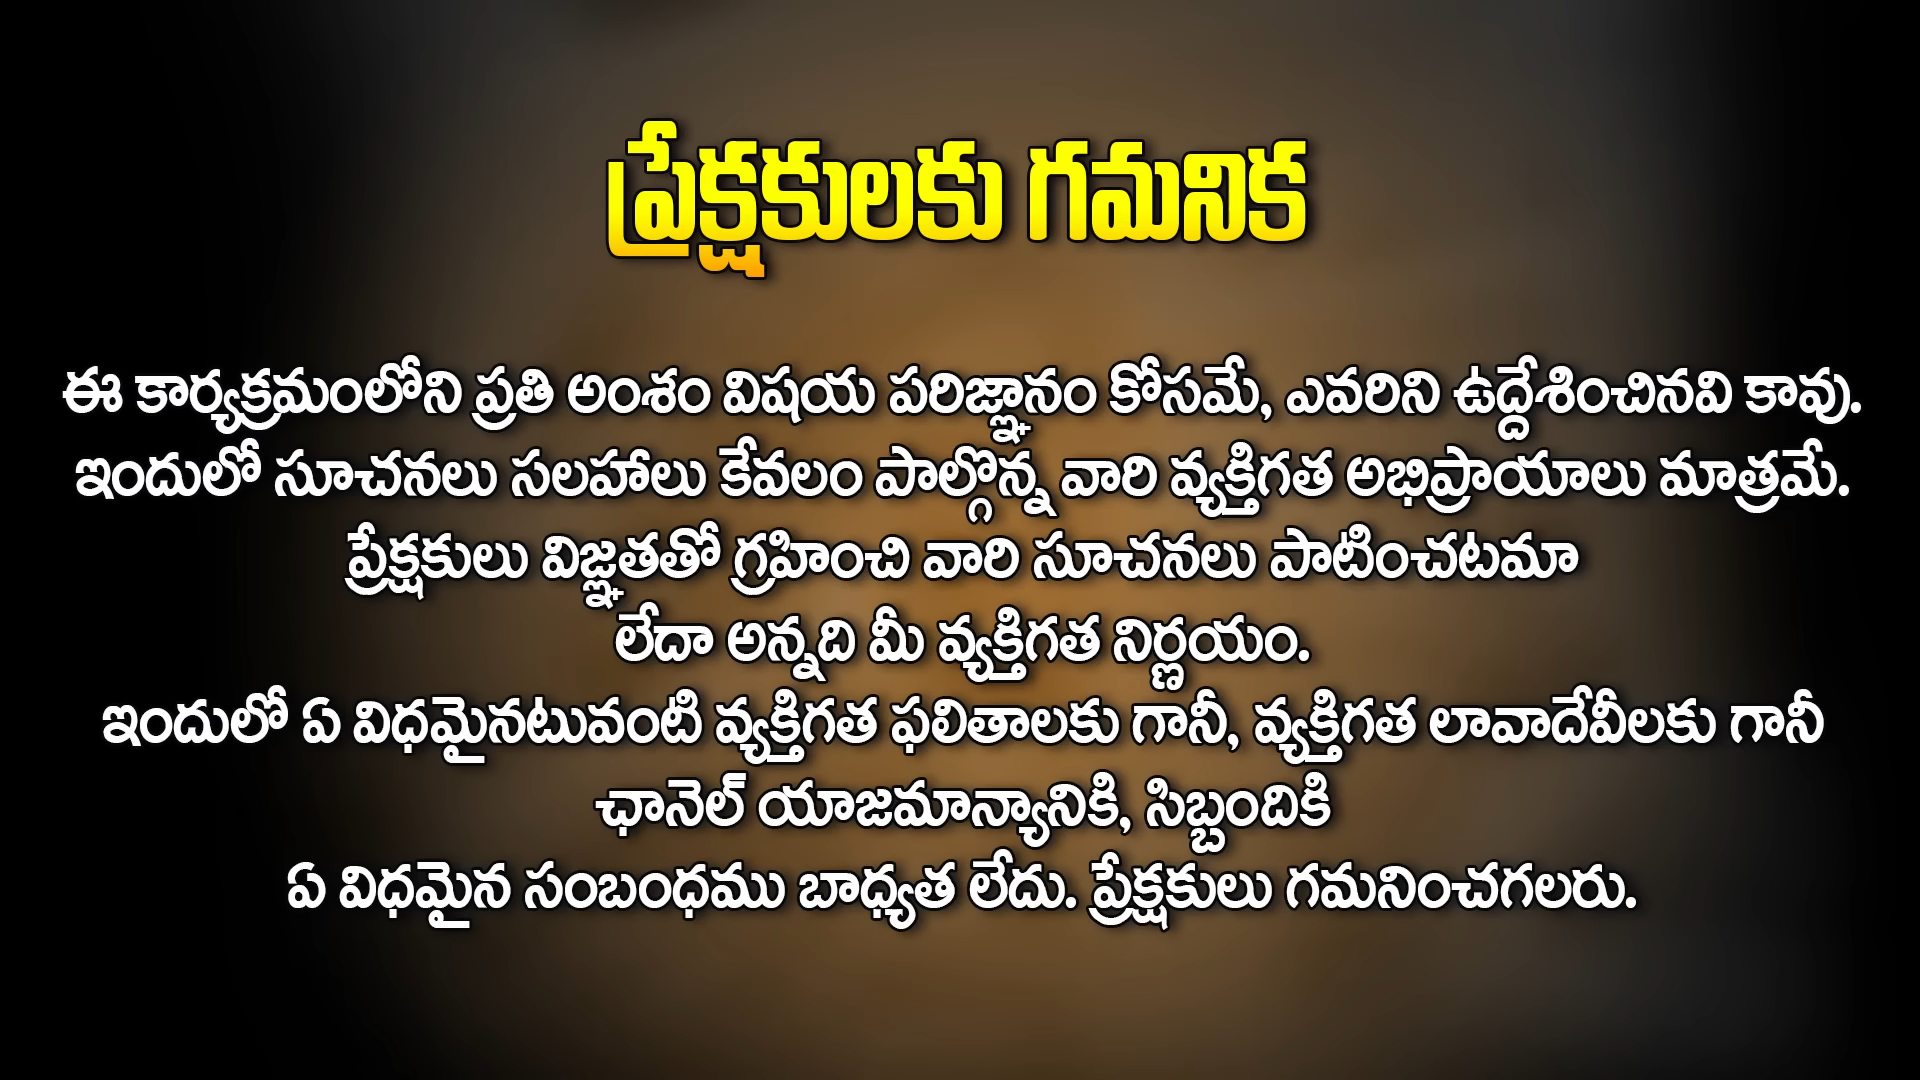 ప్రేక్షకులకు గమనిక
ఈ కార్యక్రమంలోని ప్రతి అంశం విషయ పరిజ్ఞానం కోసమే, ఎవరిని ఉద్దేశించినవి కావు.
ఇందులో సూచనలు సలహాలు కేవలం పాల్గొన్న వారి వ్యక్తిగత అభిప్రాయాలు మాత్రమే.
ప్రేక్షకులు విజ్ఞతతో గ్రహించి వారి సూచనలు పాటించటమా
లేదా అన్నది మీ వ్యక్తిగత నిర్ణయం.
ఇందులో ఏ విధమైనటువంటి వ్యక్తిగత ఫలితాలకు గానీ, వ్యక్తిగత లావాదేవీలకు గానీ
ఛానెల్ యాజమాన్యానికి, సిబ్బందికి
ఏ విధమైన సంబంధము బాధ్యత లేదు. ప్రేక్షకులు గమనించగలరు.